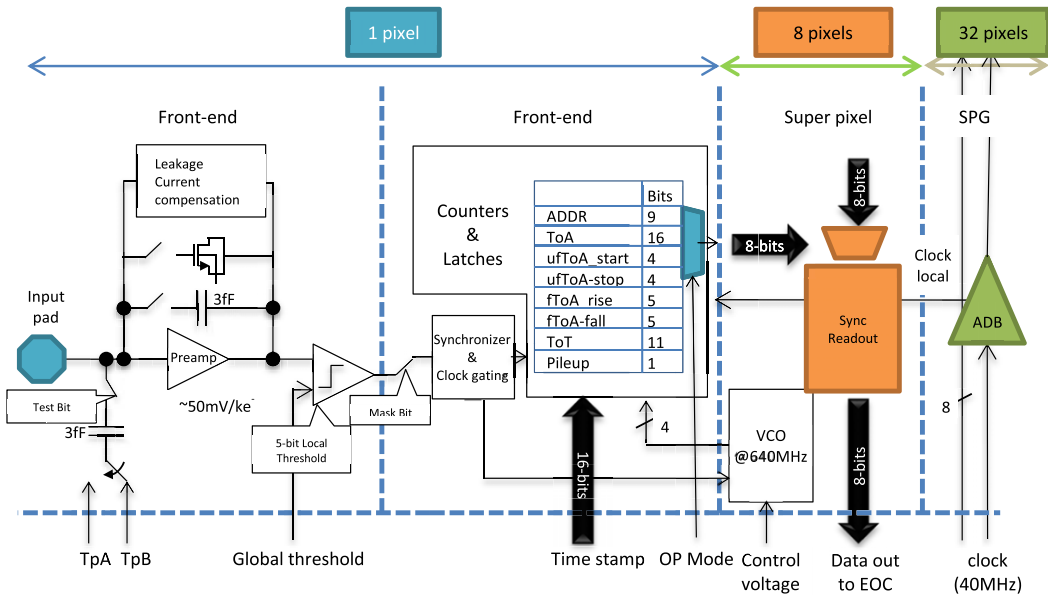 1 pixel
8 pixels
32 pixels
Front-end
Front-end
Super pixel
SPG
Leakage
Current
compensation
3fF
Input
pad
Preamp
~50mV/ke-
Test Bit
3fF
TpA
TpB
5-bit Local
Threshold
Global threshold
Mask Bit
Synchronizer
&
Clock gating
Counters
&
Latches
Bits
ADDR 9
ToA 16
ufToA_start 4
ufToA-stop 4
fToA_rise 5
fToA-fall 5
ToT 11
Pileup 1
16-bits
Time stamp
OP Mode
4
8-bits
8-bits
Sync
Readout
VCO
@640MHz
8-bits
Control
voltage
Data out
to EOC
Clock
local
ADB
8
clock
(40MHz)